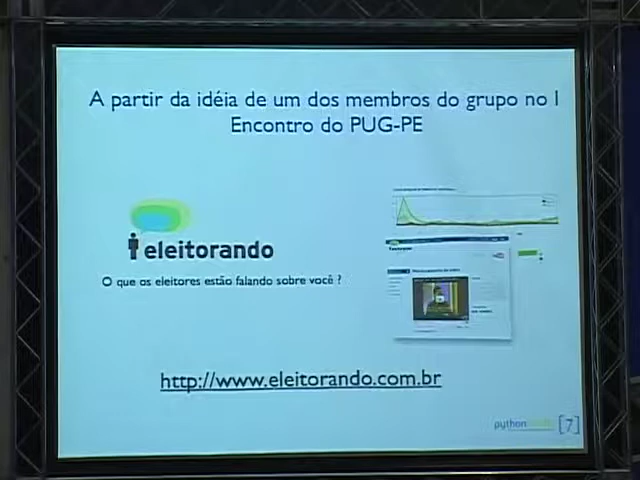 A partir da idéia de um dos membros do grupo no I
Encontro do PUG-PE
eleitorando
O que os eleitores estão falando sobre você ?
http://www.eleitorando.com.br
python
[7]